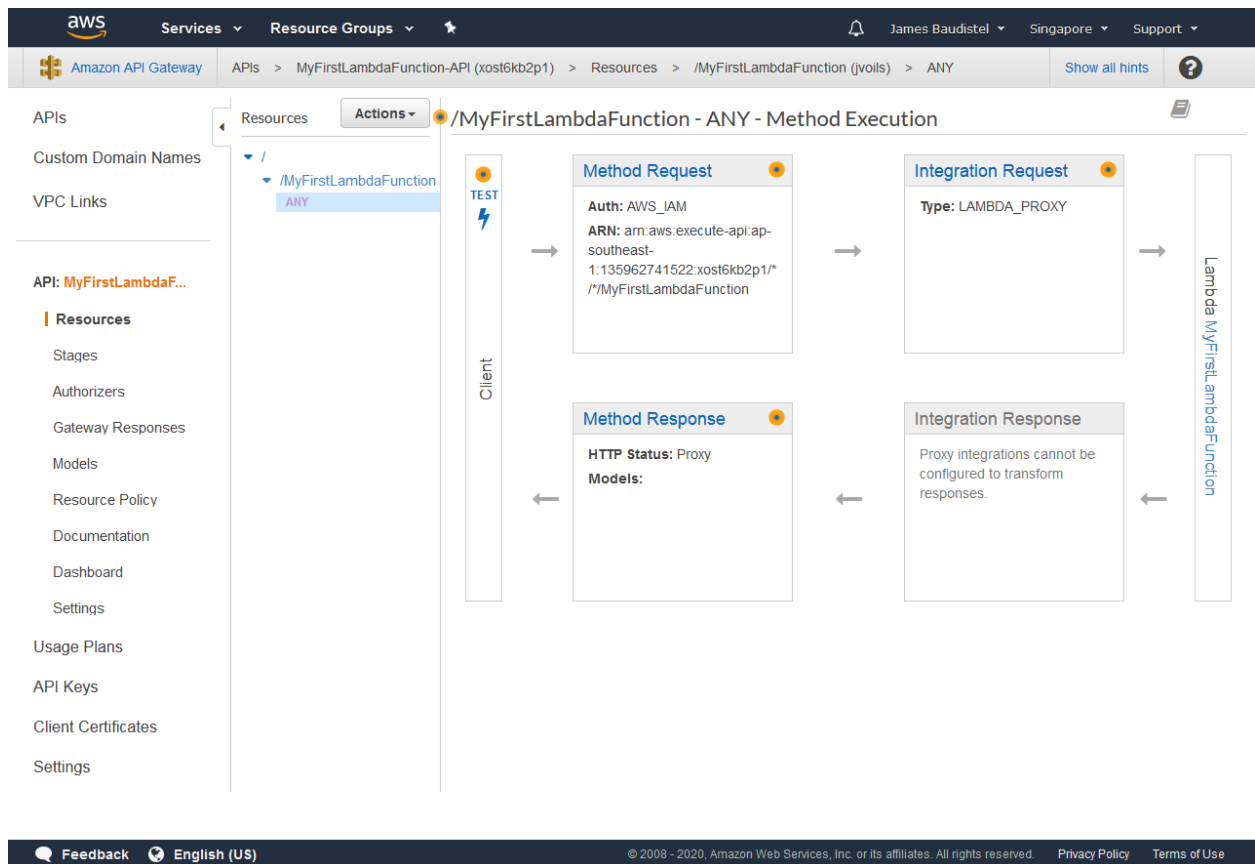 aws Services Resource Groups James Baudistel Singapore Support
Amazon API Gateway APIs > MyFirstLambdaFunction-API (xost6kb2p1) > Resources > /MyFirstLambdaFunction (jvoils) > ANY Show all hints ?
APIs
Custom Domain Names
VPC Links
API: MyFirstLambdaF...
Resources
Stages
Authorizers
Gateway Responses
Models
Resource Policy
Documentation
Dashboard
Settings
Usage Plans
API Keys
Client Certificates
Settings
Resources Actions
/
/MyFirstLambdaFunction
ANY
/MyFirstLambdaFunction - ANY - Method Execution
TEST
Client
Method Request
Auth: AWS_IAM
ARN: arn:aws:execute-api:ap-
southeast-
1:135962741522:xost6kb2p1/*
/*/MyFirstLambdaFunction
Integration Request
Type: LAMBDA_PROXY
Lambda MyFirstLambdaFunction
Method Response
HTTP Status: Proxy
Models:
Integration Response
Proxy integrations cannot be
configured to transform
responses.
Feedback English (US) © 2008 - 2020, Amazon Web Services, Inc. or its affiliates. All rights reserved. Privacy Policy Terms of Use